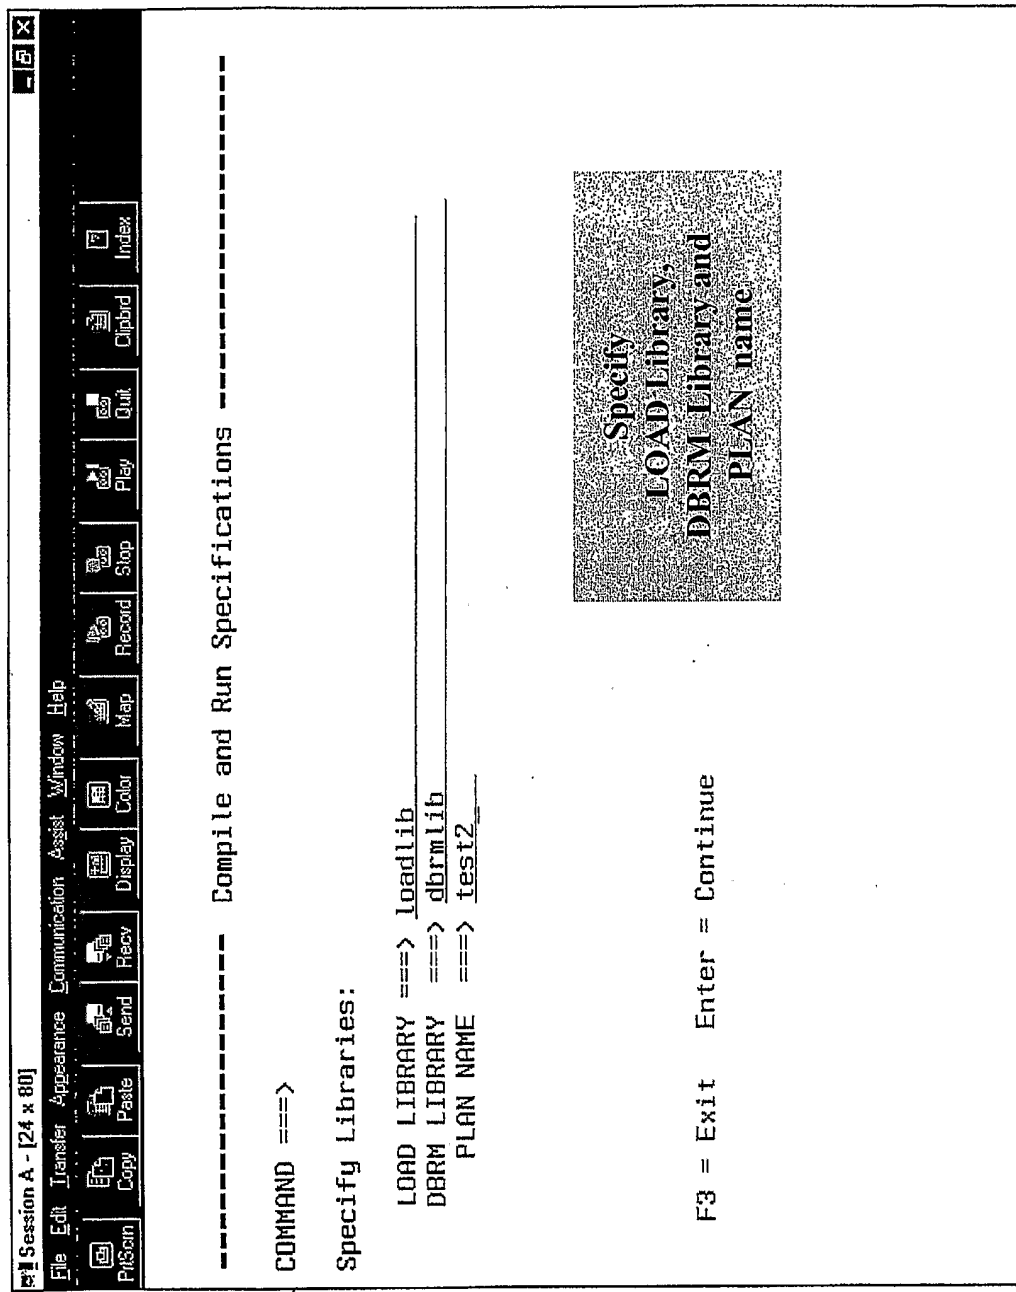 Session A - [24 x 80]
File Edit Transfer Appearance Communication Assist Window Help
PrtScrn Copy Paste Send Recv Display Color Map Record Stop Play Quit Clipbrd Index
--------------- Compile and Run Specifications ---------------
COMMAND ===>
Specify Libraries:
LOAD LIBRARY ===> loadlib
DBRM LIBRARY ===> dbrmlib
PLAN NAME ===> test2
Specify
LOAD Library,
DBRM Library and
PLAN name
F3 = Exit Enter = Continue